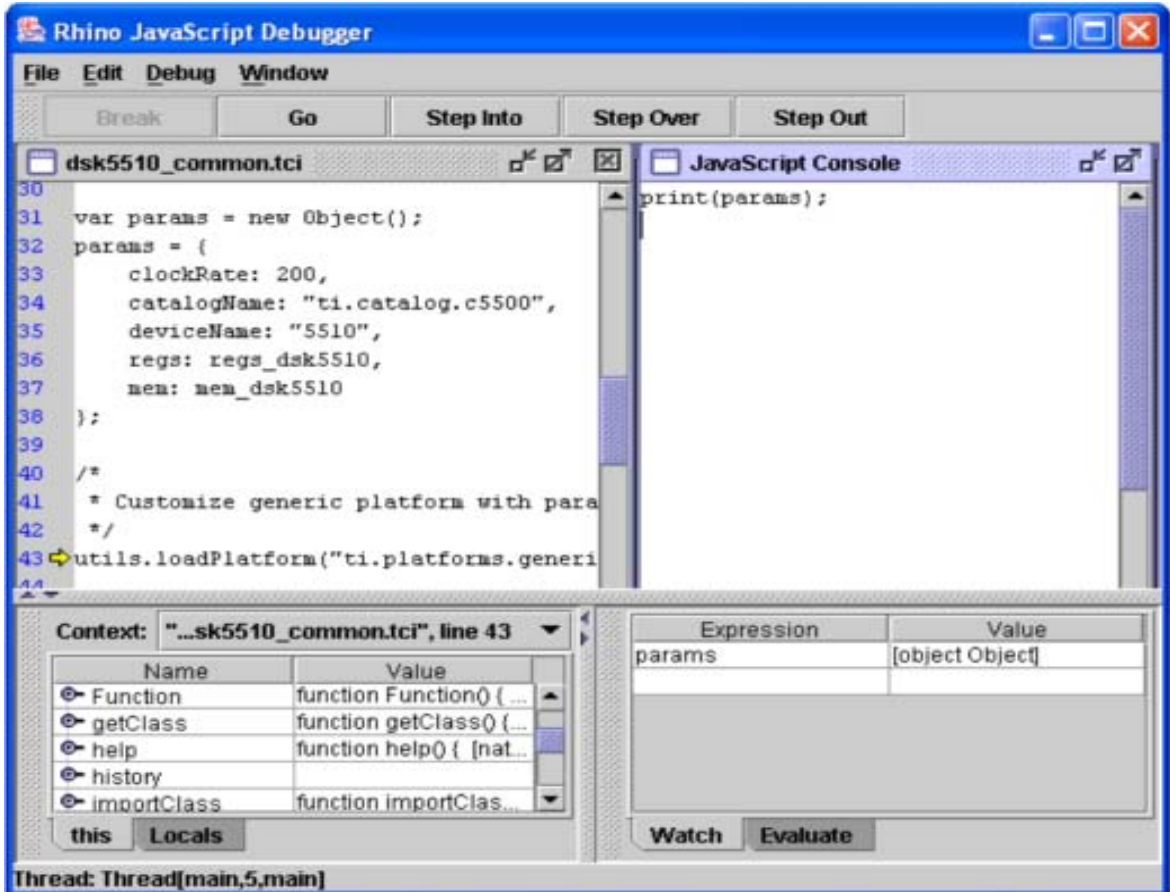 Rhino JavaScript Debugger
File Edit Debug Window
Break Go Step Into Step Over Step Out
dsk5510_common.tci
30
31 var params = new Object();
32 params = {
33 clockRate: 200,
34 catalogName: "ti.catalog.c5500",
35 deviceName: "5510",
36 regs: regs_dsk5510,
37 mem: mem_dsk5510
38 };
39
40 /*
41 * Customize generic platform with para
42 */
43 utils.loadPlatform("ti.platforms.generi
44
JavaScript Console
print(params);
Context: "...sk5510_common.tci", line 43
Name Value
Function function Function() { ...
getClass function getClass() {...
help function help() { [nat...
history
importClass function importClas...
this Locals
Expression Value
params [object Object]
Watch Evaluate
Thread: Thread[main,5,main]